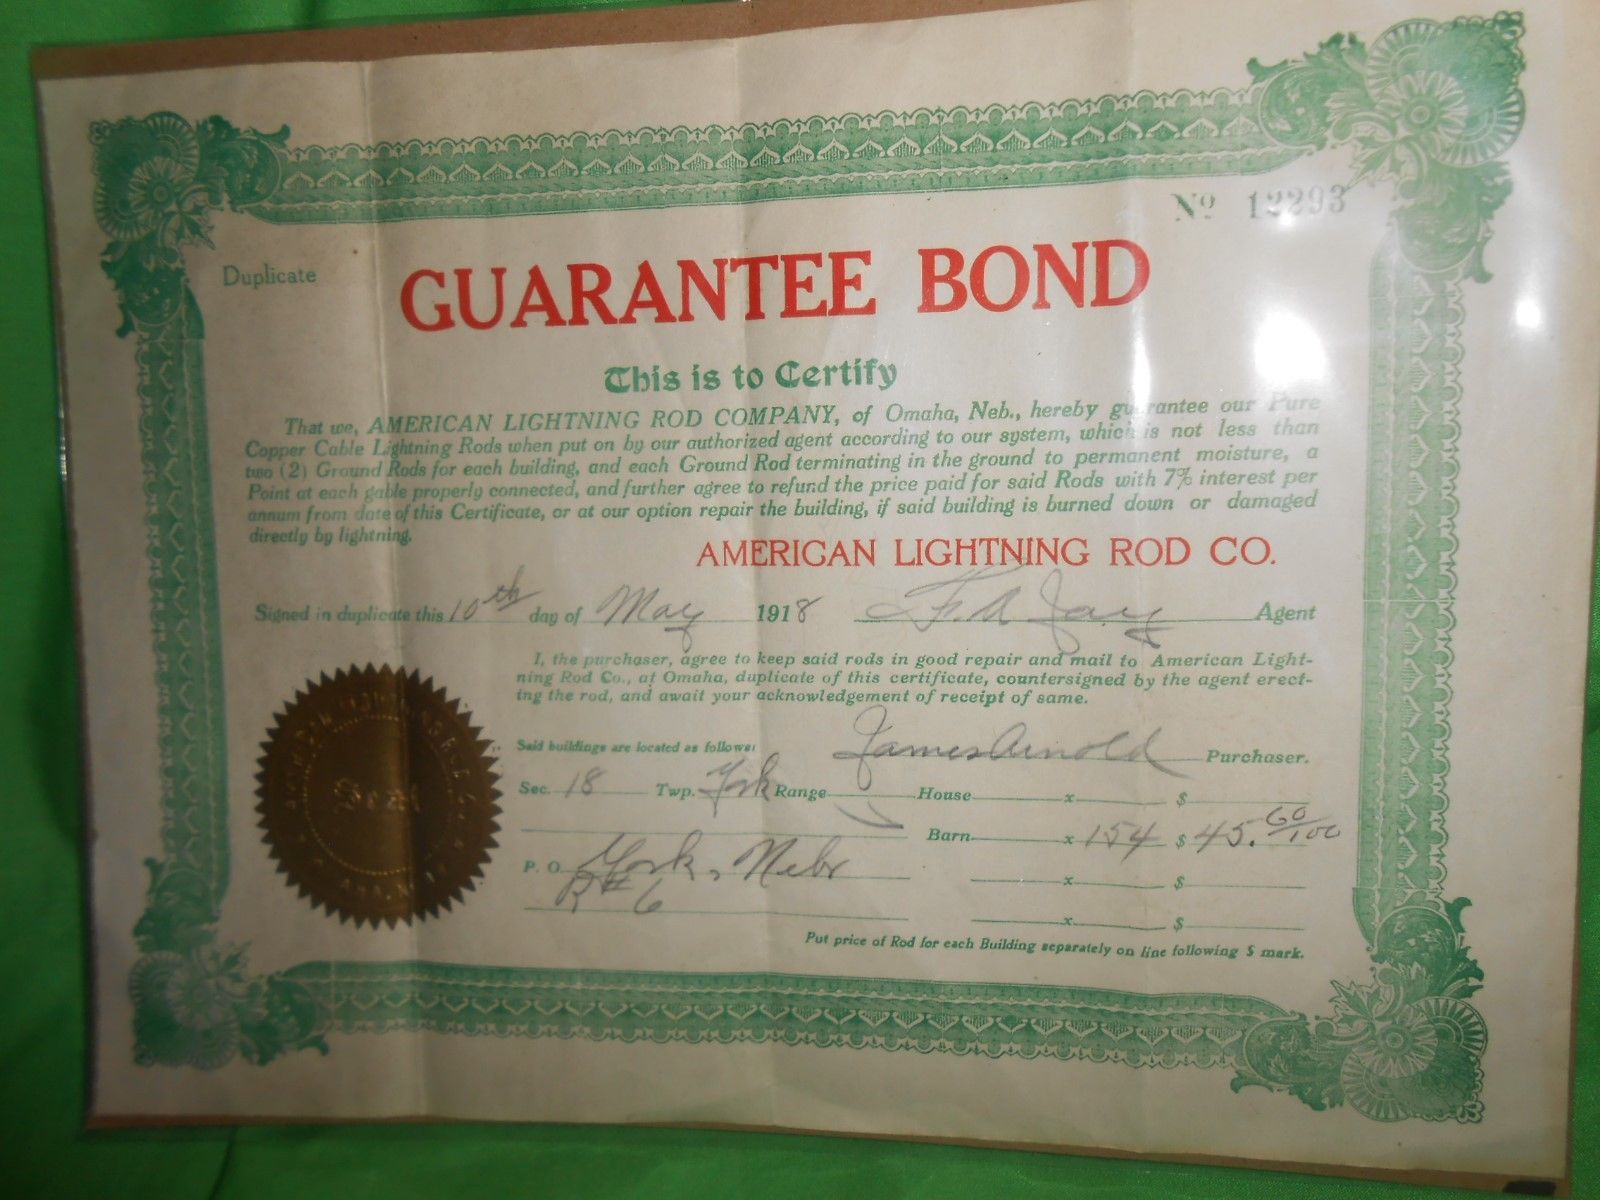 Nº 12293
Duplicate
GUARANTEE BOND
This is to Certify
That we, AMERICAN LIGHTNING ROD COMPANY, of Omaha, Neb., hereby guarantee our Pure
Copper Cable Lightning Rods when put on by our authorized agent according to our system, which is not less than
two (2) Ground Rods for each building, and each Ground Rod terminating in the ground to permanent moisture, a
Point at each gable properly connected, and further agree to refund the price paid for said Rods with 7% interest per
annum from date of this Certificate, or at our option repair the building, if said building is burned down or damaged
directly by lightning.
AMERICAN LIGHTNING ROD CO.
Signed in duplicate this 10th day of May 1918 F. A. Jay Agent
I, the purchaser, agree to keep said rods in good repair and mail to American Light-
ning Rod Co., at Omaha, duplicate of this certificate, countersigned by the agent erect-
ing the rod, and await your acknowledgement of receipt of same.
Said buildings are located as follows: James Arnold Purchaser.
Sec. 18 Twp. York Range House x $
Barn x 154 $ 45.60/100
P. O. York, Nebr x $
R#6 x $
Put price of Rod for each Building separately on line following $ mark.
Seal